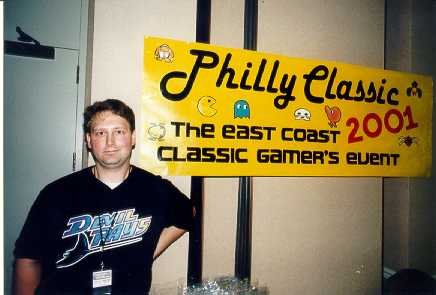 Philly Classic
2001
The east coast
classic gamer's event
DEVIL
RAYS